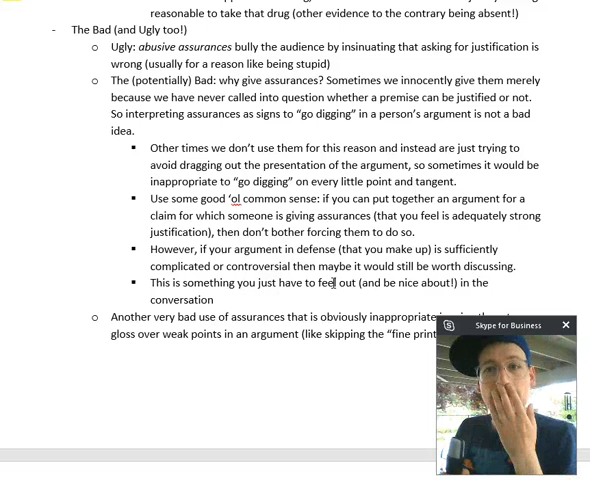 reasonable to take that drug (other evidence to the contrary being absent!)
- The Bad (and Ugly too!)
o Ugly: abusive assurances bully the audience by insinuating that asking for justification is
wrong (usually for a reason like being stupid)
o The (potentially) Bad: why give assurances? Sometimes we innocently give them merely
because we have never called into question whether a premise can be justified or not.
So interpreting assurances as signs to “go digging” in a person’s argument is not a bad
idea.
▪ Other times we don’t use them for this reason and instead are just trying to
avoid dragging out the presentation of the argument, so sometimes it would be
inappropriate to “go digging” on every little point and tangent.
▪ Use some good ‘ol common sense: if you can put together an argument for a
claim for which someone is giving assurances (that you feel is adequately strong
justification), then don’t bother forcing them to do so.
▪ However, if your argument in defense (that you make up) is sufficiently
complicated or controversial then maybe it would still be worth discussing.
▪ This is something you just have to feel out (and be nice about!) in the
conversation
o Another very bad use of assurances that is obviously inappropriate
gloss over weak points in an argument (like skipping the “fine print
Skype for Business